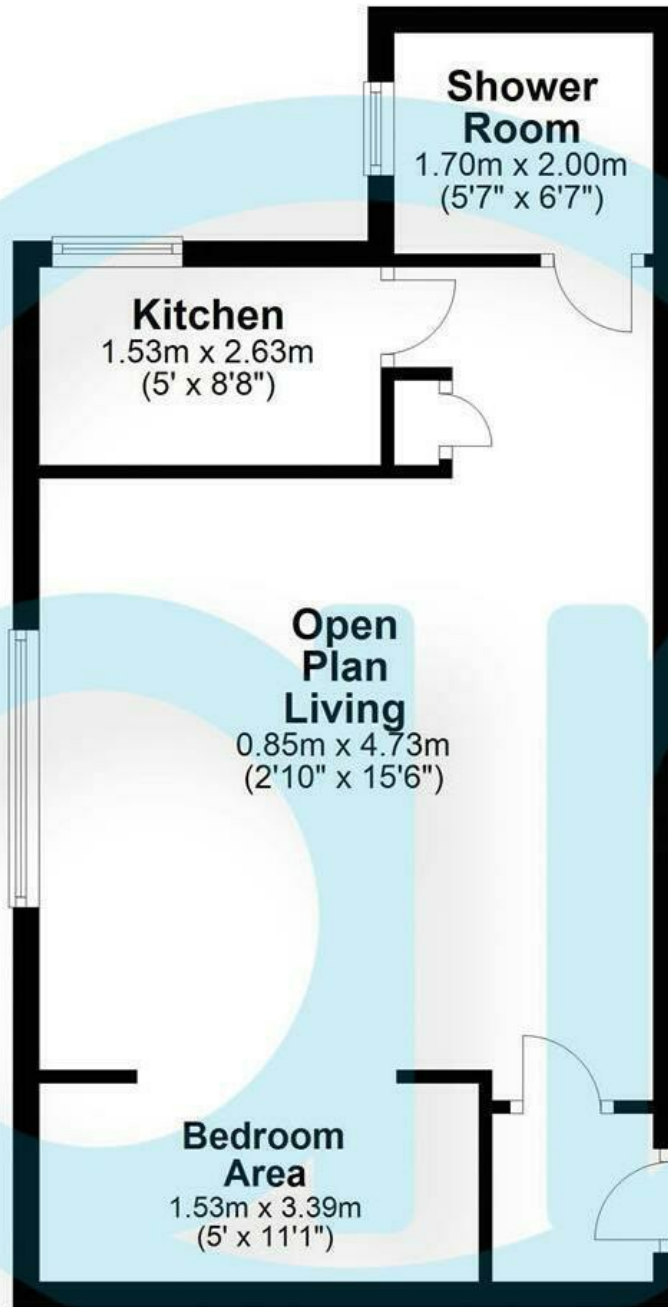 Shower
Room
1.70m x 2.00m
(5'7" x 6'7")
Kitchen
1.53m x 2.63m
(5' x 8'8")
Open
Plan
Living
0.85m x 4.73m
(2'10" x 15'6")
Bedroom
Area
1.53m x 3.39m
(5' x 11'1")